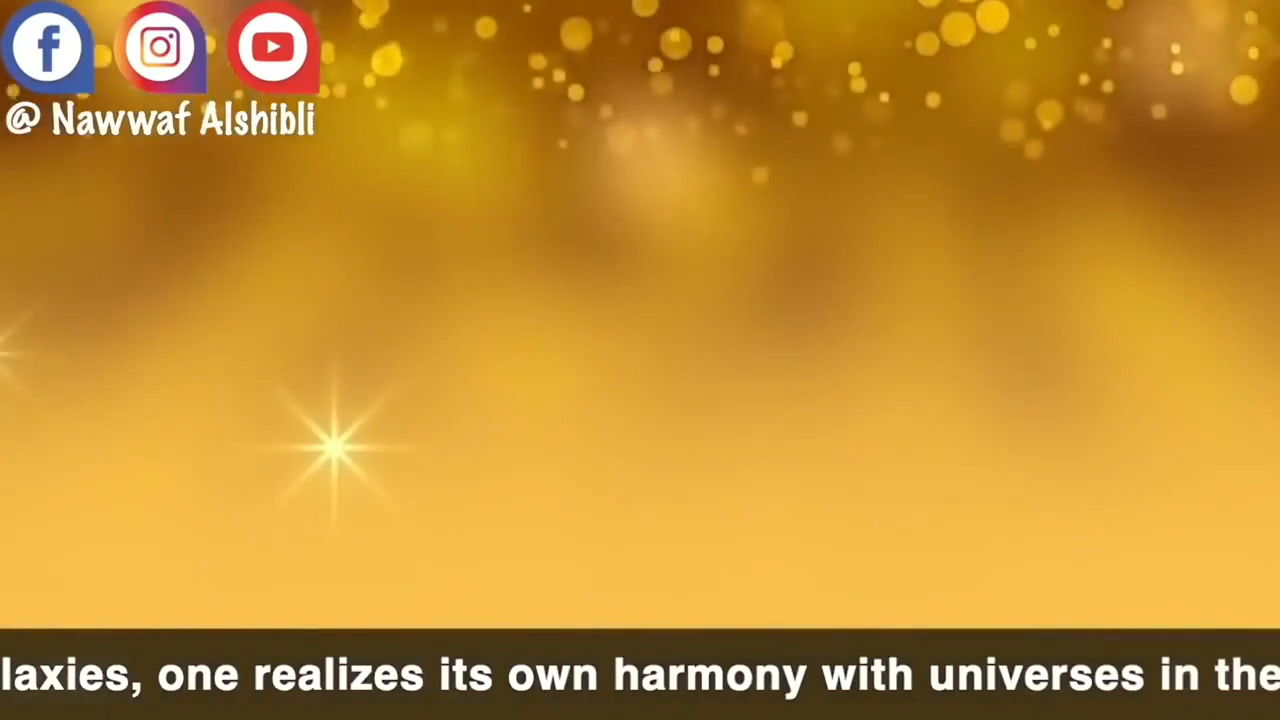 @ Nawwaf Alshibli
laxies, one realizes its own harmony with universes in the